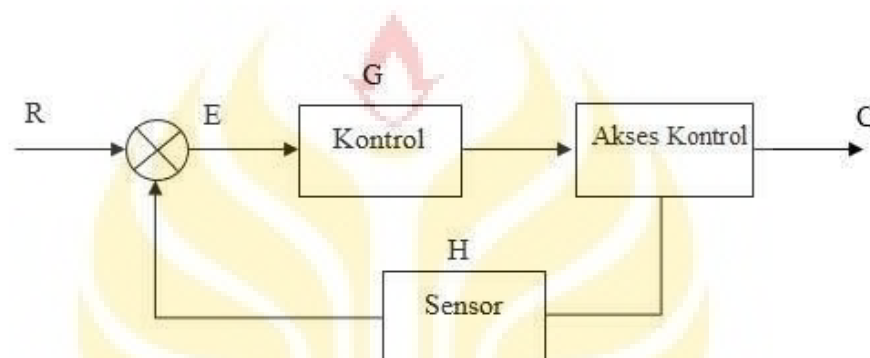 G
R
E
Kontrol
Akses Kontrol
C
H
Sensor